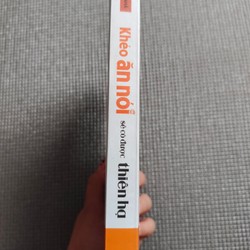 Khéo ăn nói
sẽ có được
thiên hạ